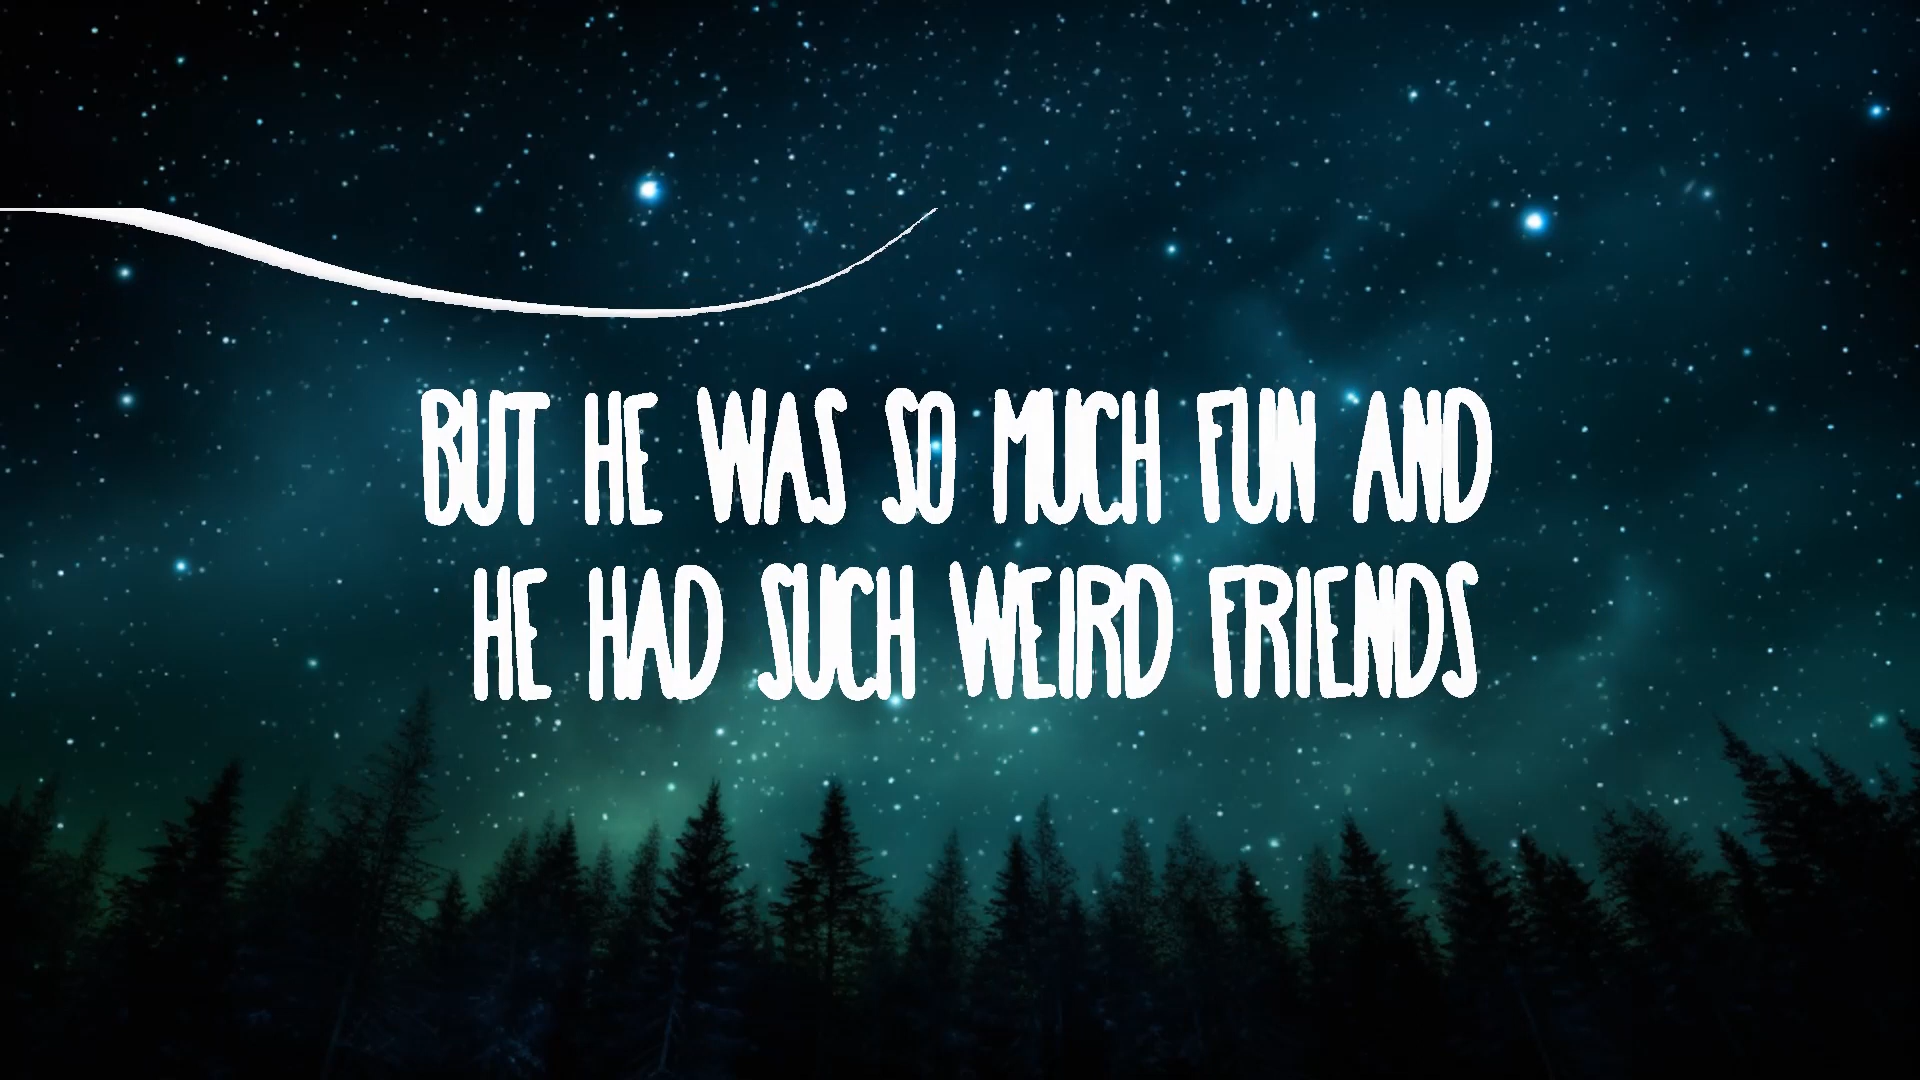 BUT HE WAS SO MUCH FUN AND
HE HAD SUCH WEIRD FRIENDS